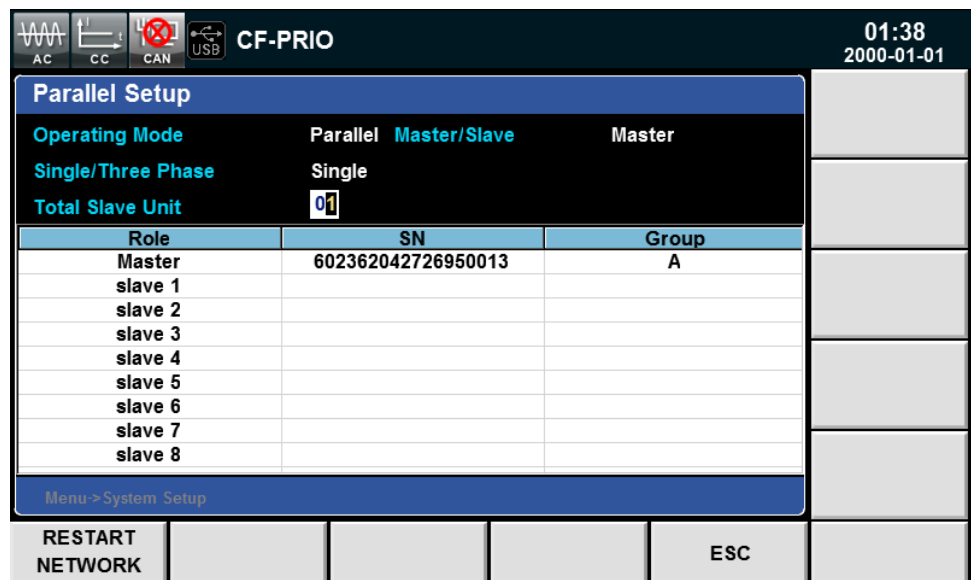 AC CC CAN USB CF-PRIO 01:38
2000-01-01
Parallel Setup
Operating Mode Parallel Master/Slave Master
Single/Three Phase Single
Total Slave Unit 01
Role SN Group
Master 602362042726950013 A
slave 1
slave 2
slave 3
slave 4
slave 5
slave 6
slave 7
slave 8
Menu->System Setup
RESTART
NETWORK
ESC